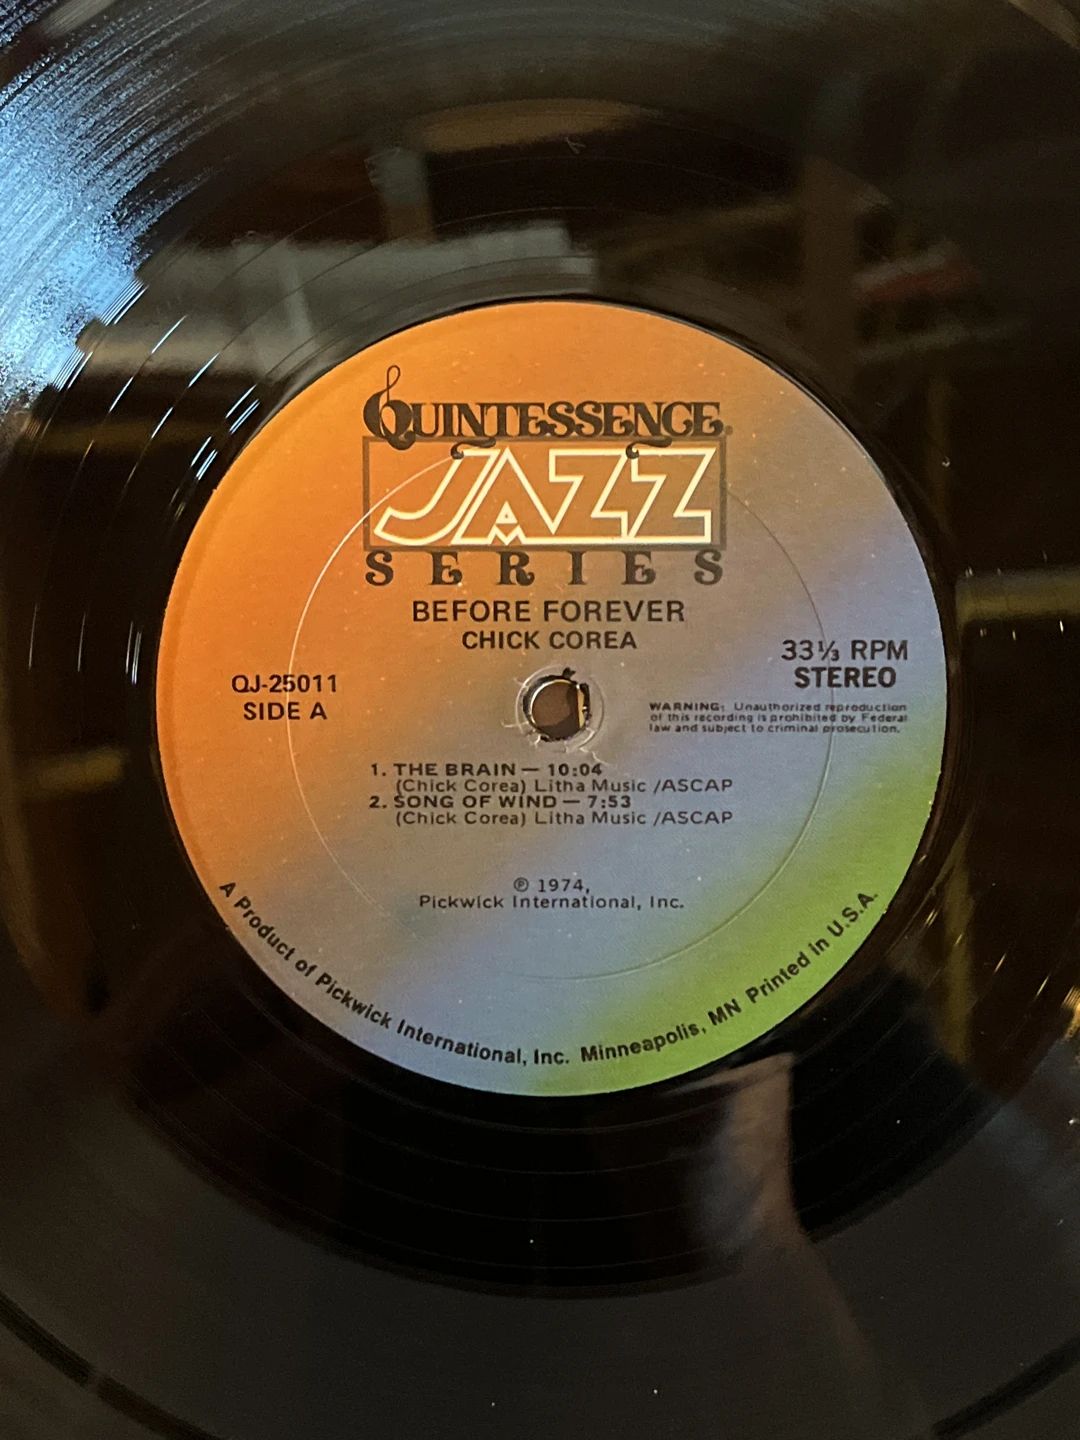 QUINTESSENCE®
JAZZ
SERIES
BEFORE FOREVER
CHICK COREA
33⅓ RPM
STEREO
QJ-25011
SIDE A
WARNING: Unauthorized reproduction
of this recording is prohibited by Federal
law and subject to criminal prosecution.
1. THE BRAIN — 10:04
(Chick Corea) Litha Music /ASCAP
2. SONG OF WIND — 7:53
(Chick Corea) Litha Music /ASCAP
℗ 1974,
Pickwick International, Inc.
A Product of Pickwick International, Inc. Minneapolis, MN Printed in U.S.A.